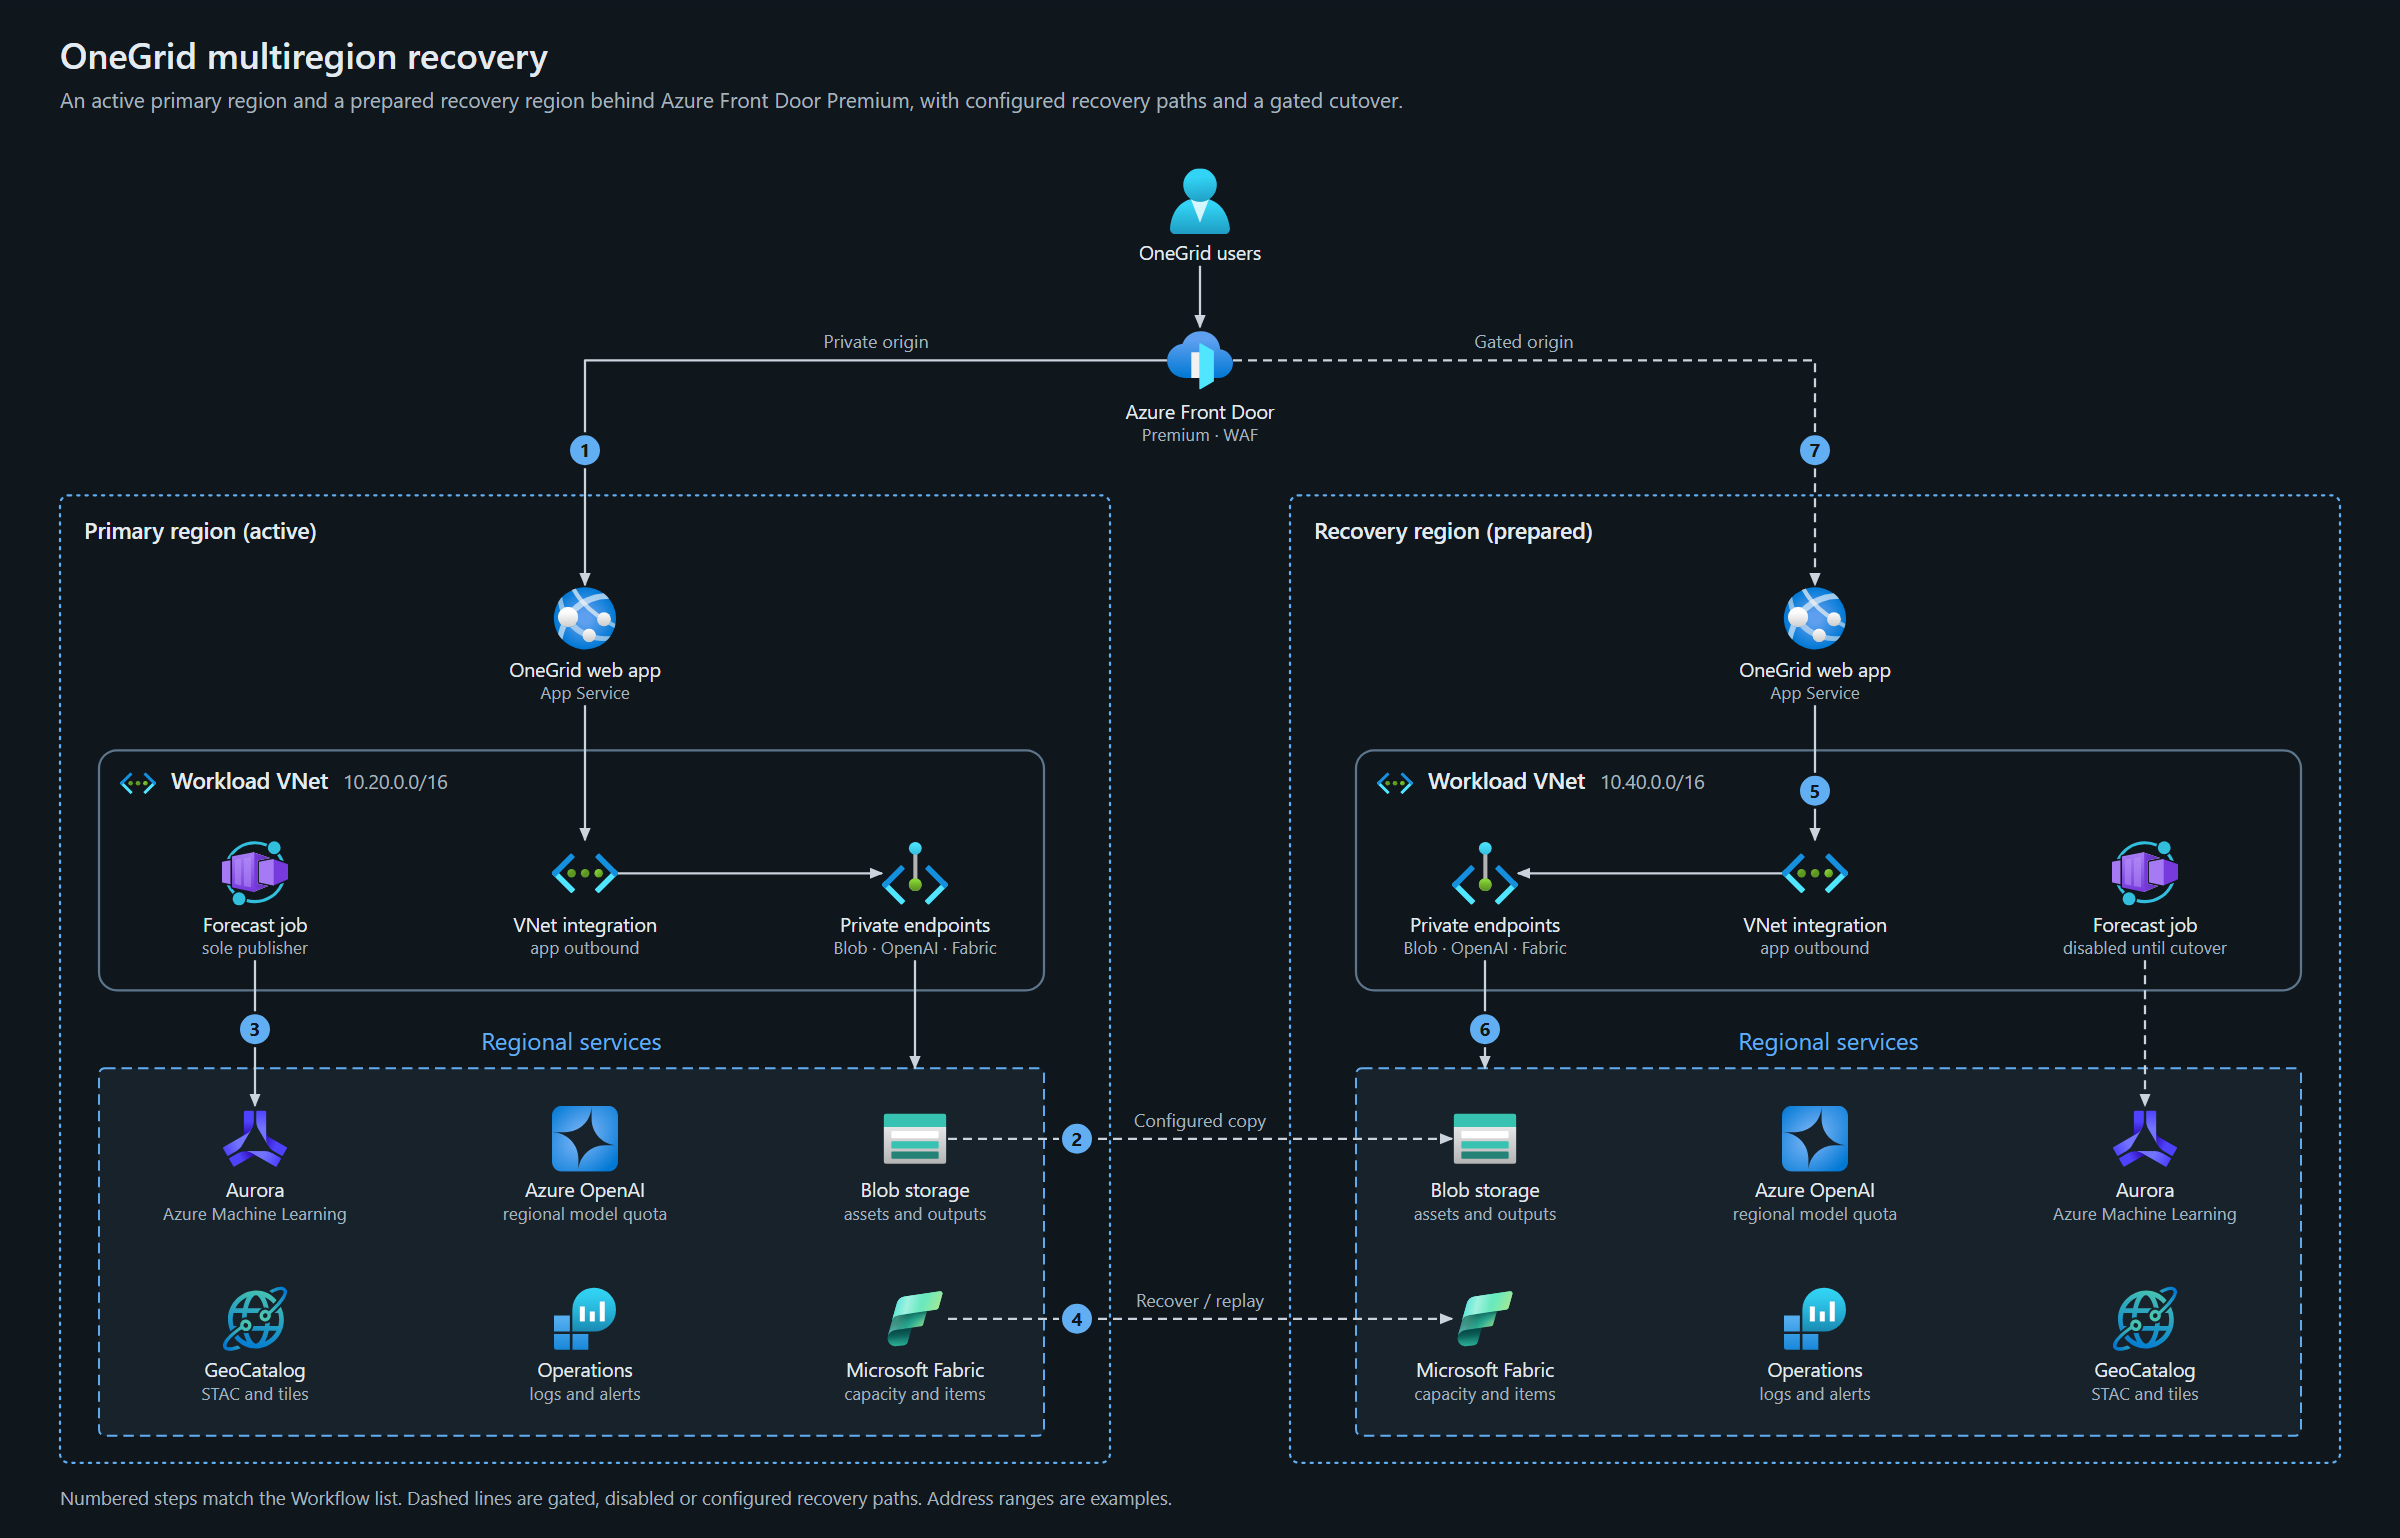 OneGrid multiregion recovery
An active primary region and a prepared recovery region behind Azure Front Door Premium, with configured recovery paths and a gated cutover.
OneGrid users
Private origin
Gated origin
Azure Front Door
Premium · WAF
1
7
Primary region (active)
Recovery region (prepared)
OneGrid web app
App Service
OneGrid web app
App Service
Workload VNet 10.20.0.0/16
Workload VNet 10.40.0.0/16
5
Forecast job
sole publisher
VNet integration
app outbound
Private endpoints
Blob · OpenAI · Fabric
Private endpoints
Blob · OpenAI · Fabric
VNet integration
app outbound
Forecast job
disabled until cutover
3
6
Regional services
Regional services
Configured copy
2
Aurora
Azure Machine Learning
Azure OpenAI
regional model quota
Blob storage
assets and outputs
Blob storage
assets and outputs
Azure OpenAI
regional model quota
Aurora
Azure Machine Learning
Recover / replay
4
GeoCatalog
STAC and tiles
Operations
logs and alerts
Microsoft Fabric
capacity and items
Microsoft Fabric
capacity and items
Operations
logs and alerts
GeoCatalog
STAC and tiles
Numbered steps match the Workflow list. Dashed lines are gated, disabled or configured recovery paths. Address ranges are examples.